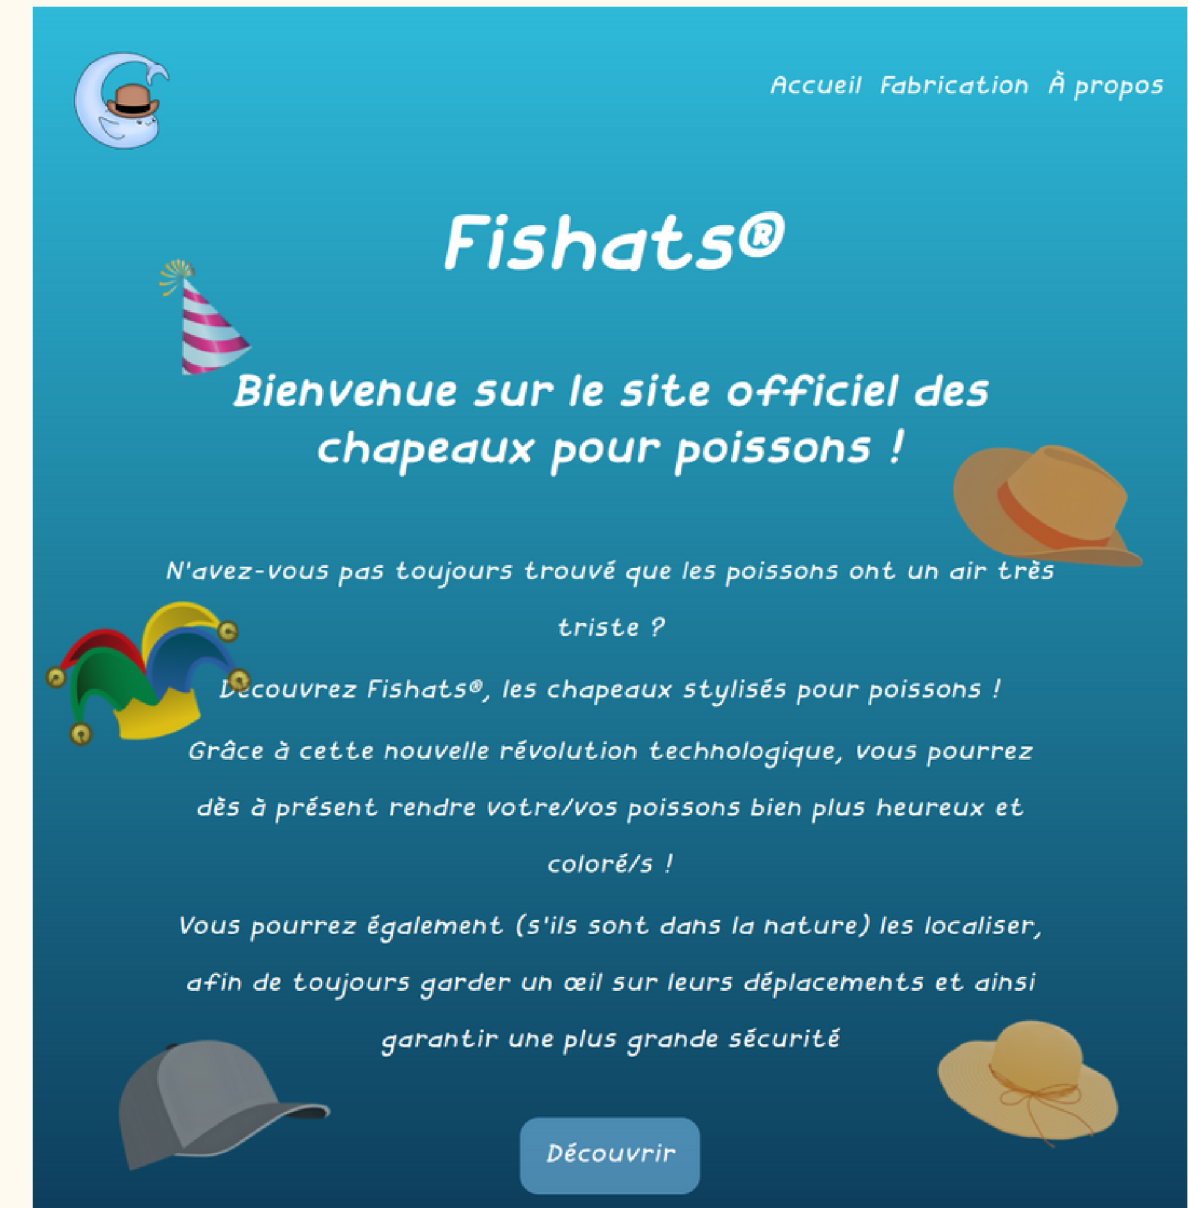 Accueil Fabrication À propos
Fishats®
Bienvenue sur le site officiel des
chapeaux pour poissons !
N'avez-vous pas toujours trouvé que les poissons ont un air très
triste ?
Découvrez Fishats®, les chapeaux stylisés pour poissons !
Grâce à cette nouvelle révolution technologique, vous pourrez
dès à présent rendre votre/vos poissons bien plus heureux et
coloré/s !
Vous pourrez également (s'ils sont dans la nature) les localiser,
afin de toujours garder un œil sur leurs déplacements et ainsi
garantir une plus grande sécurité
Découvrir